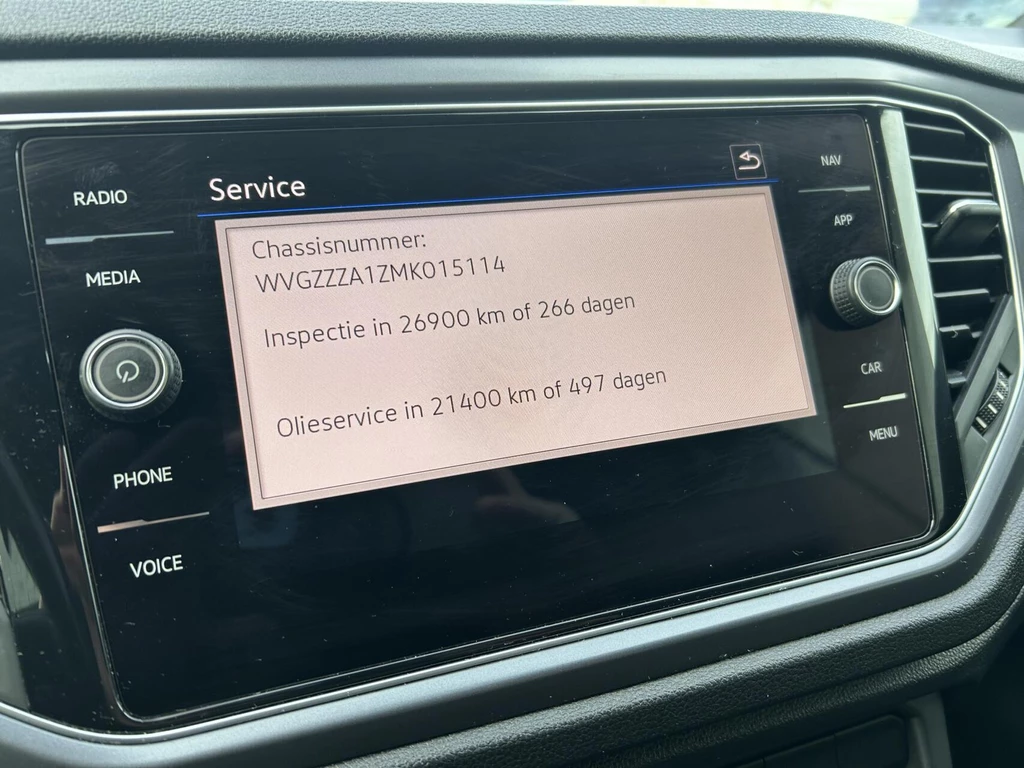 RADIO
MEDIA
PHONE
VOICE
Service
Chassisnummer:
WVGZZZA1ZMK015114
Inspectie in 26900 km of 266 dagen
Olieservice in 21400 km of 497 dagen
NAV
APP
CAR
MENU